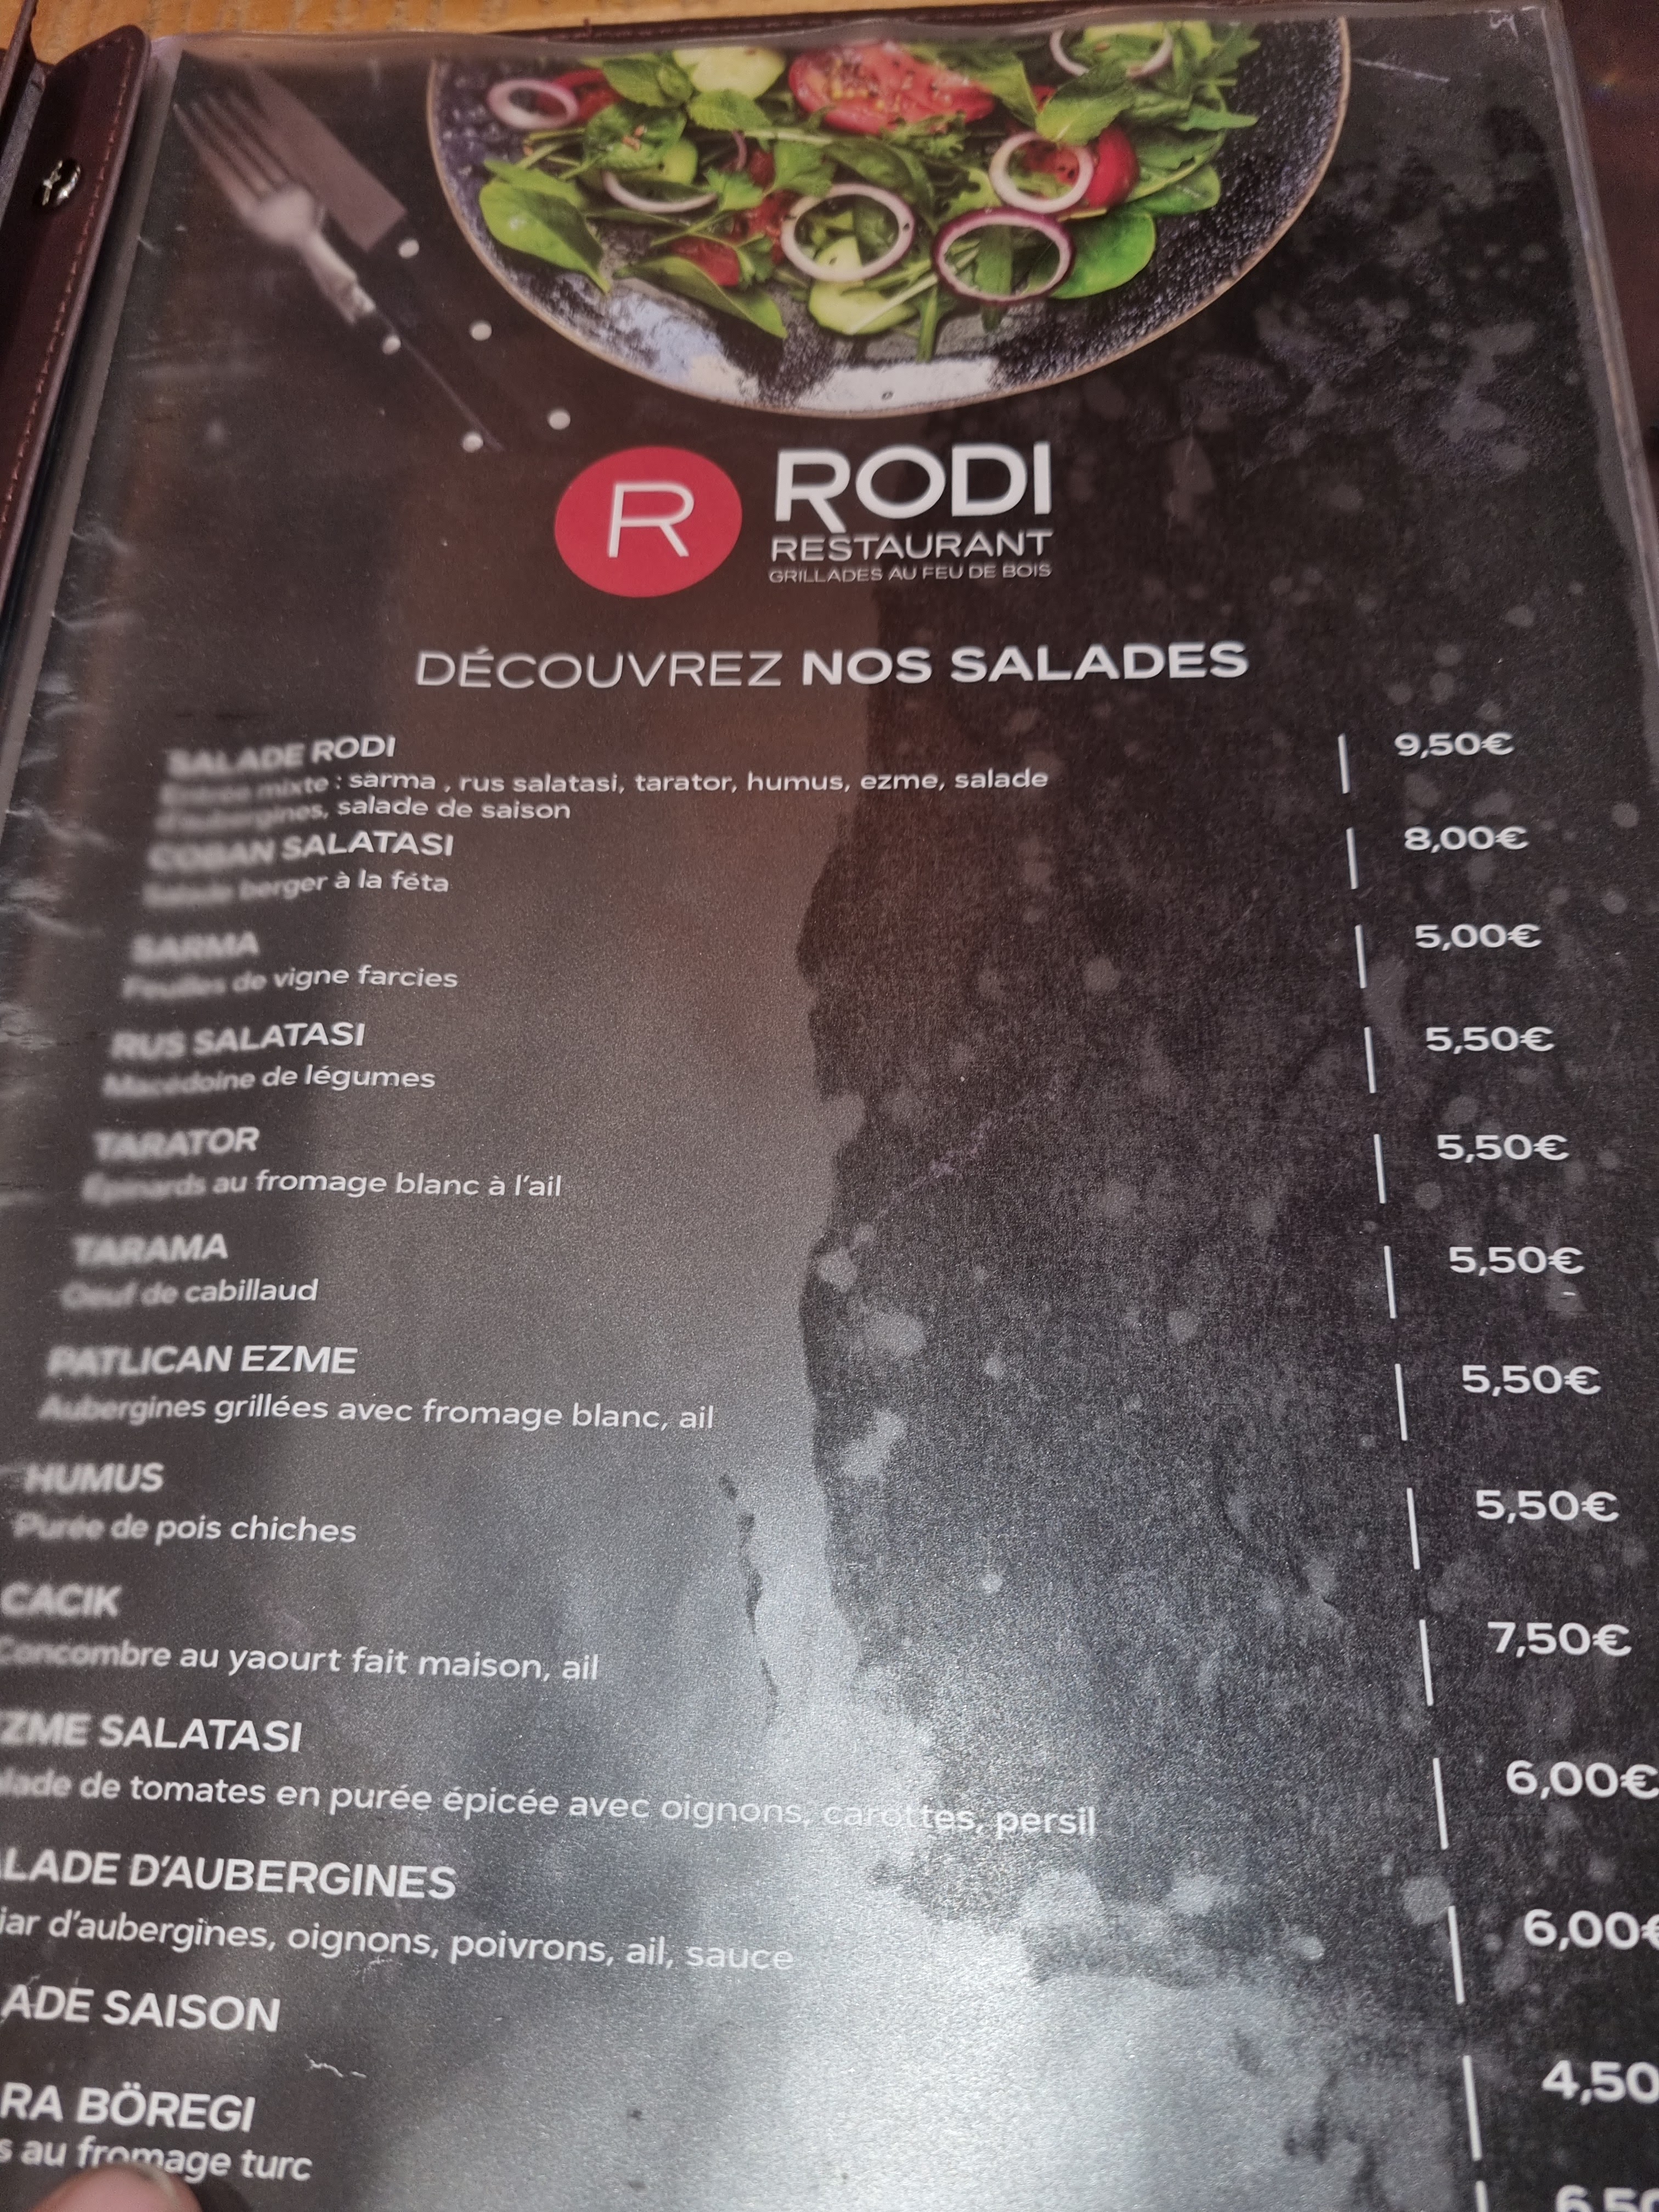 R
RODI
RESTAURANT
GRILLADES AU FEU DE BOIS
DÉCOUVREZ NOS SALADES
SALADE RODI 9,50€
Entrée mixte : sarma , rus salatasi, tarator, humus, ezme, salade
d'aubergines, salade de saison
COBAN SALATASI 8,00€
Salade berger à la féta
SARMA 5,00€
Feuilles de vigne farcies
RUS SALATASI 5,50€
Macédoine de légumes
TARATOR 5,50€
Épinards au fromage blanc à l'ail
TARAMA 5,50€
Oeuf de cabillaud
PATLICAN EZME 5,50€
Aubergines grillées avec fromage blanc, ail
HUMUS 5,50€
Purée de pois chiches
CACIK 7,50€
Concombre au yaourt fait maison, ail
ZME SALATASI 6,00€
lade de tomates en purée épicée avec oignons, carottes, persil
LADE D'AUBERGINES 6,00€
iar d'aubergines, oignons, poivrons, ail, sauce
ADE SAISON 4,50
RA BÖREGI 6,50
s au fromage turc